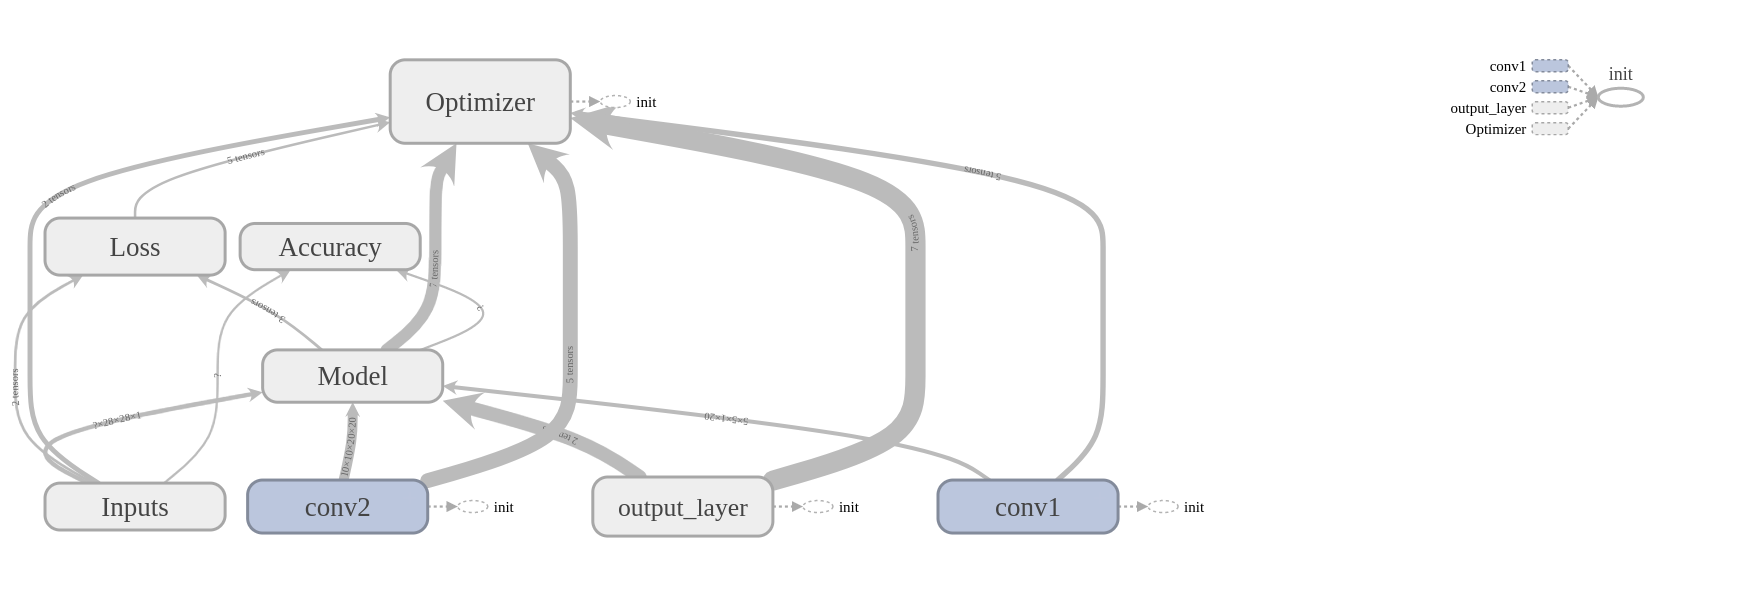 conv1
conv2
output_layer
Optimizer
init
Optimizer
init
5 tensors
2 tensors
5 tensors
7 tensors
Loss
Accuracy
7 tensors
3 tensors
?
5 tensors
Model
2 tensors
?
?×28×28×1
5×5×1×20
10×10×20×20
Inputs
conv2
init
output_layer
init
conv1
init